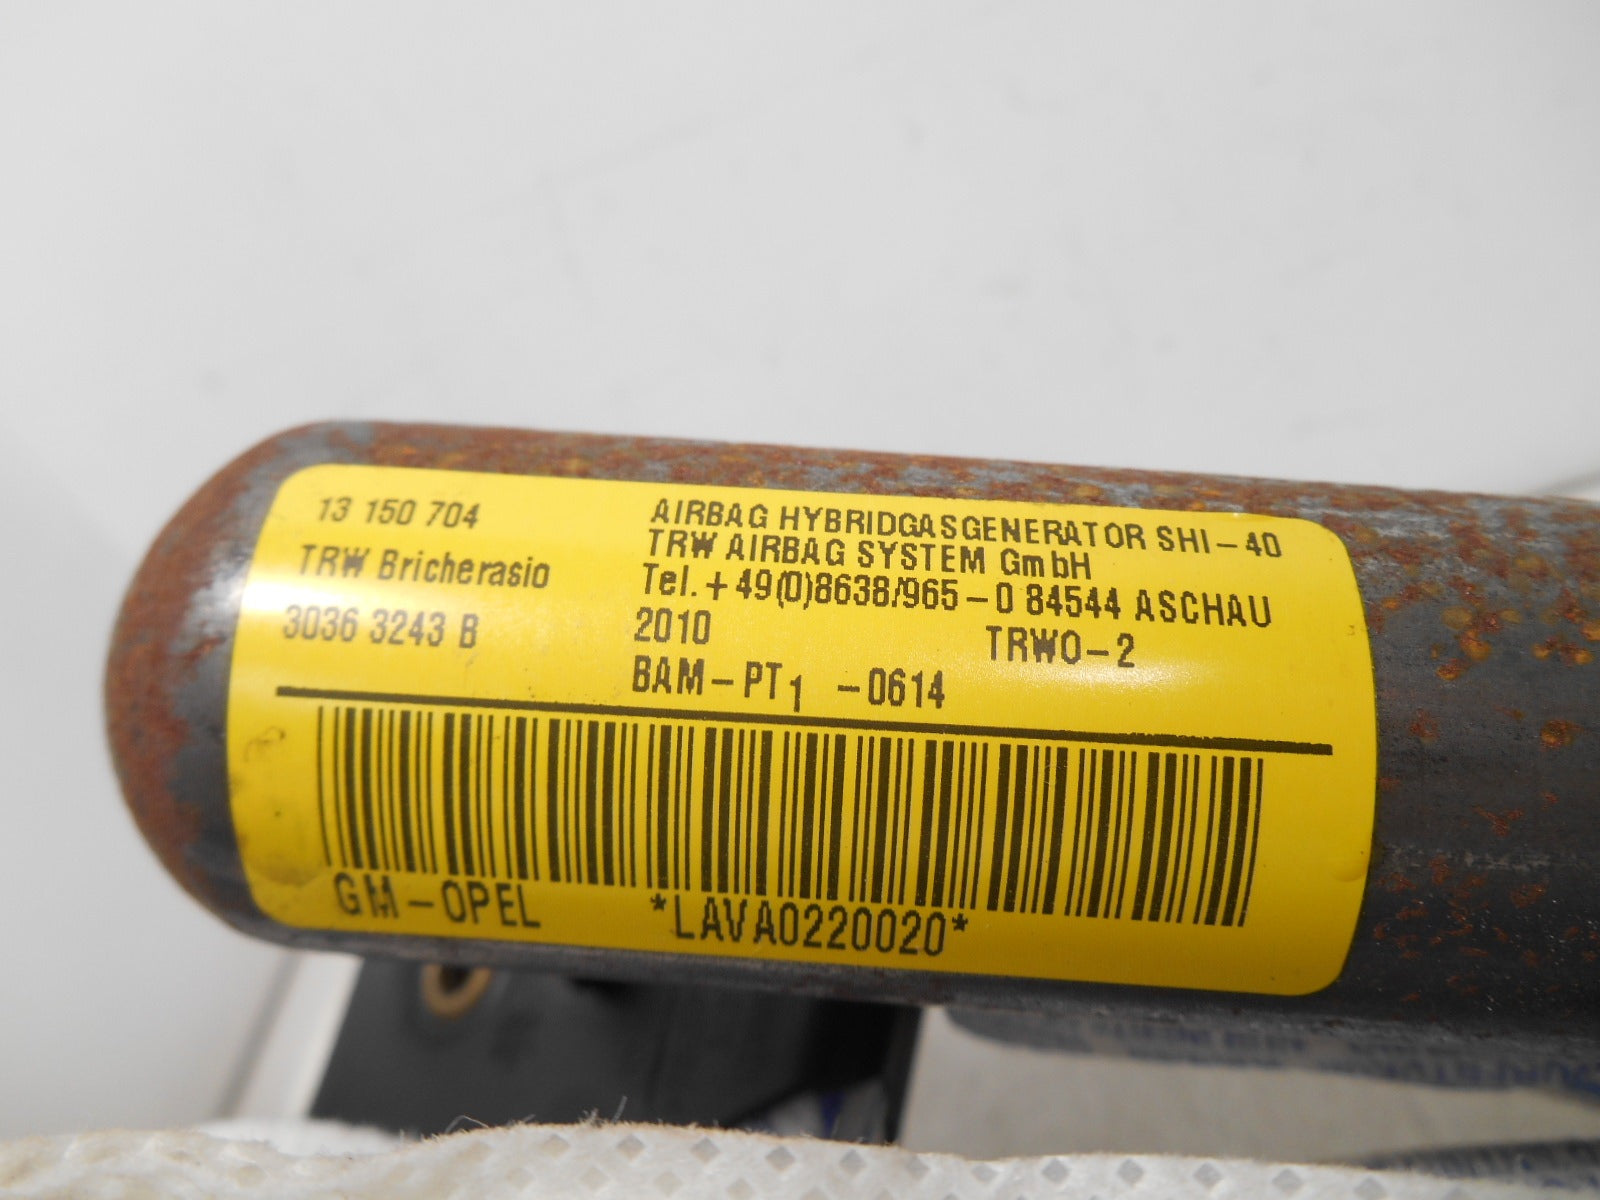 13 150 704
TRW Bricherasio
3036 3243 B
AIRBAG HYBRIDGASGENERATOR SHI-40
TRW AIRBAG SYSTEM GmbH
Tel.+49(0)8638/965-0 84544 ASCHAU
2010 TRWO-2
BAM-PT1 -0614
GM-OPEL *LAVA0220020*